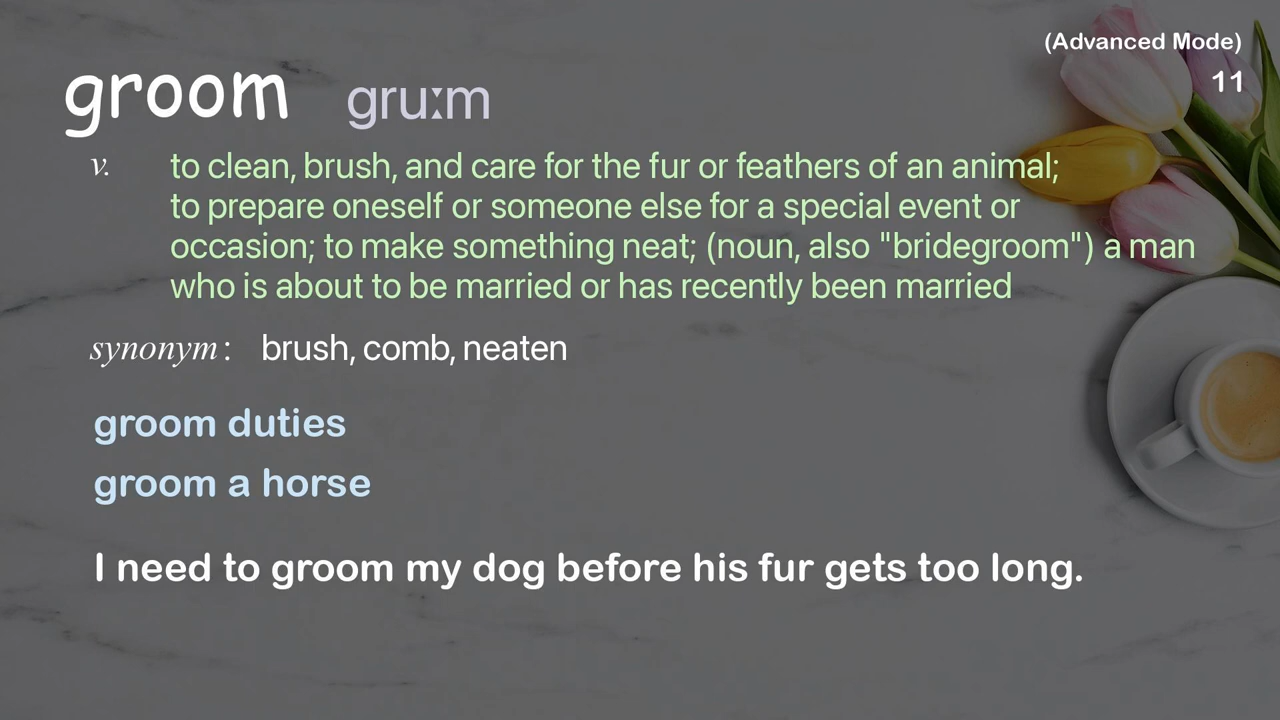 (Advanced Mode)
11
groom gruːm
v. to clean, brush, and care for the fur or feathers of an animal;
to prepare oneself or someone else for a special event or
occasion; to make something neat; (noun, also "bridegroom") a man
who is about to be married or has recently been married
synonym: brush, comb, neaten
groom duties
groom a horse
I need to groom my dog before his fur gets too long.